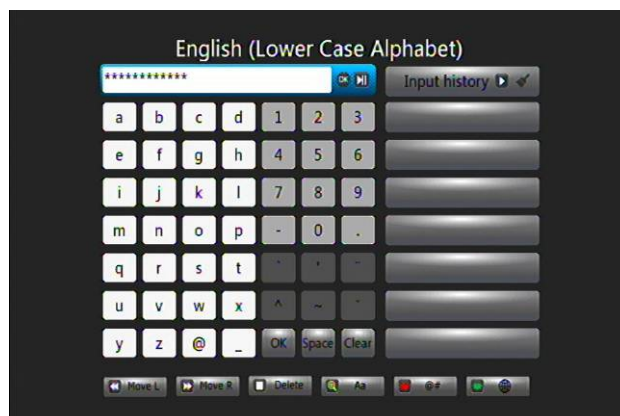 English (Lower Case Alphabet)
************ OK Input history
a b c d 1 2 3
e f g h 4 5 6
i j k l 7 8 9
m n o p - 0 .
q r s t
u v w x ^ ~
y z @ _ OK Space Clear
Move L Move R Delete Aa @#